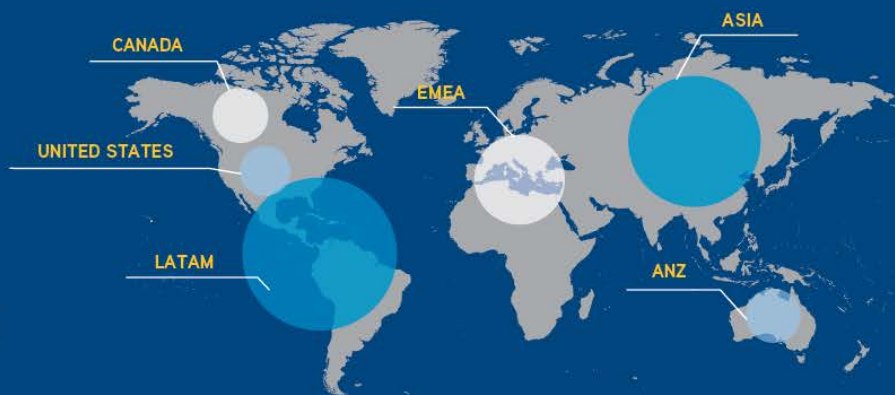 ASIA
CANADA
EMEA
UNITED STATES
LATAM
ANZ